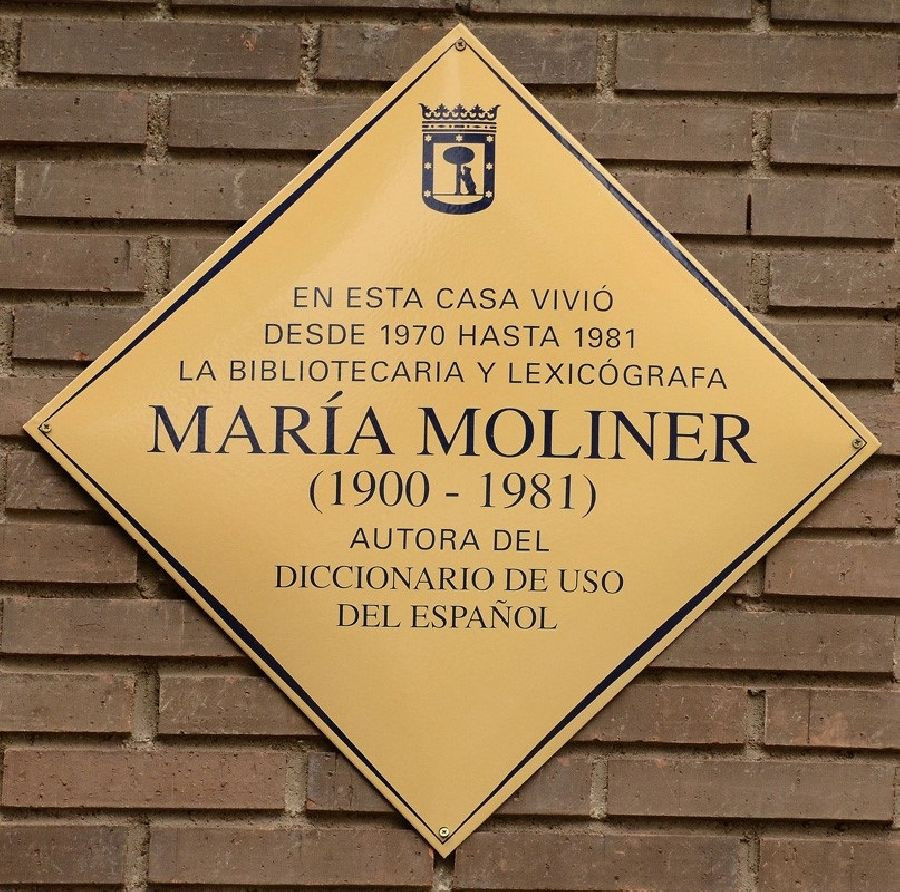 EN ESTA CASA VIVIÓ
DESDE 1970 HASTA 1981
LA BIBLIOTECARIA Y LEXICÓGRAFA
MARÍA MOLINER
(1900 - 1981)
AUTORA DEL
DICCIONARIO DE USO
DEL ESPAÑOL